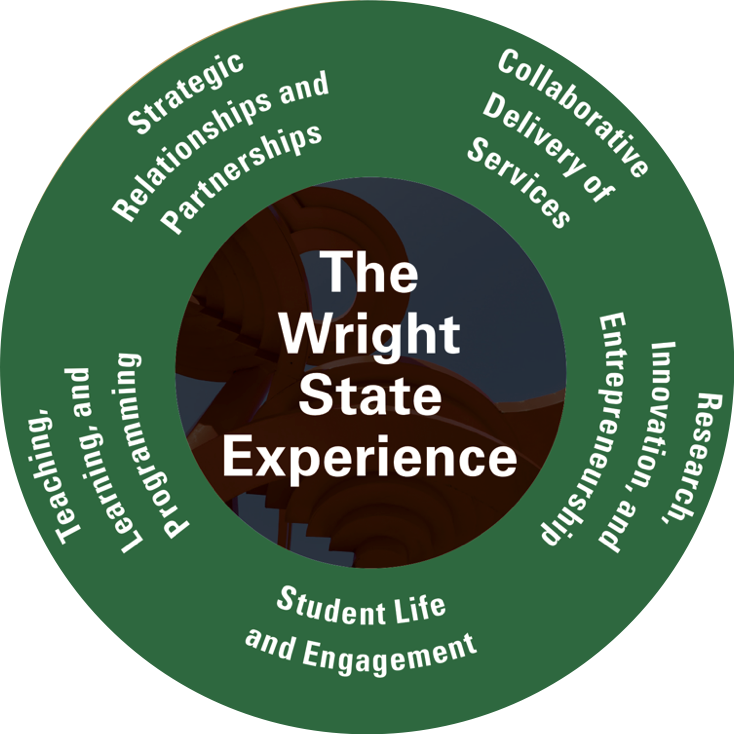 Strategic
Relationships and
Partnerships
Collaborative
Delivery of
Services
The
Wright
State
Experience
Teaching,
Learning, and
Programming
Research,
Innovation, and
Entrepreneurship
Student Life
and Engagement